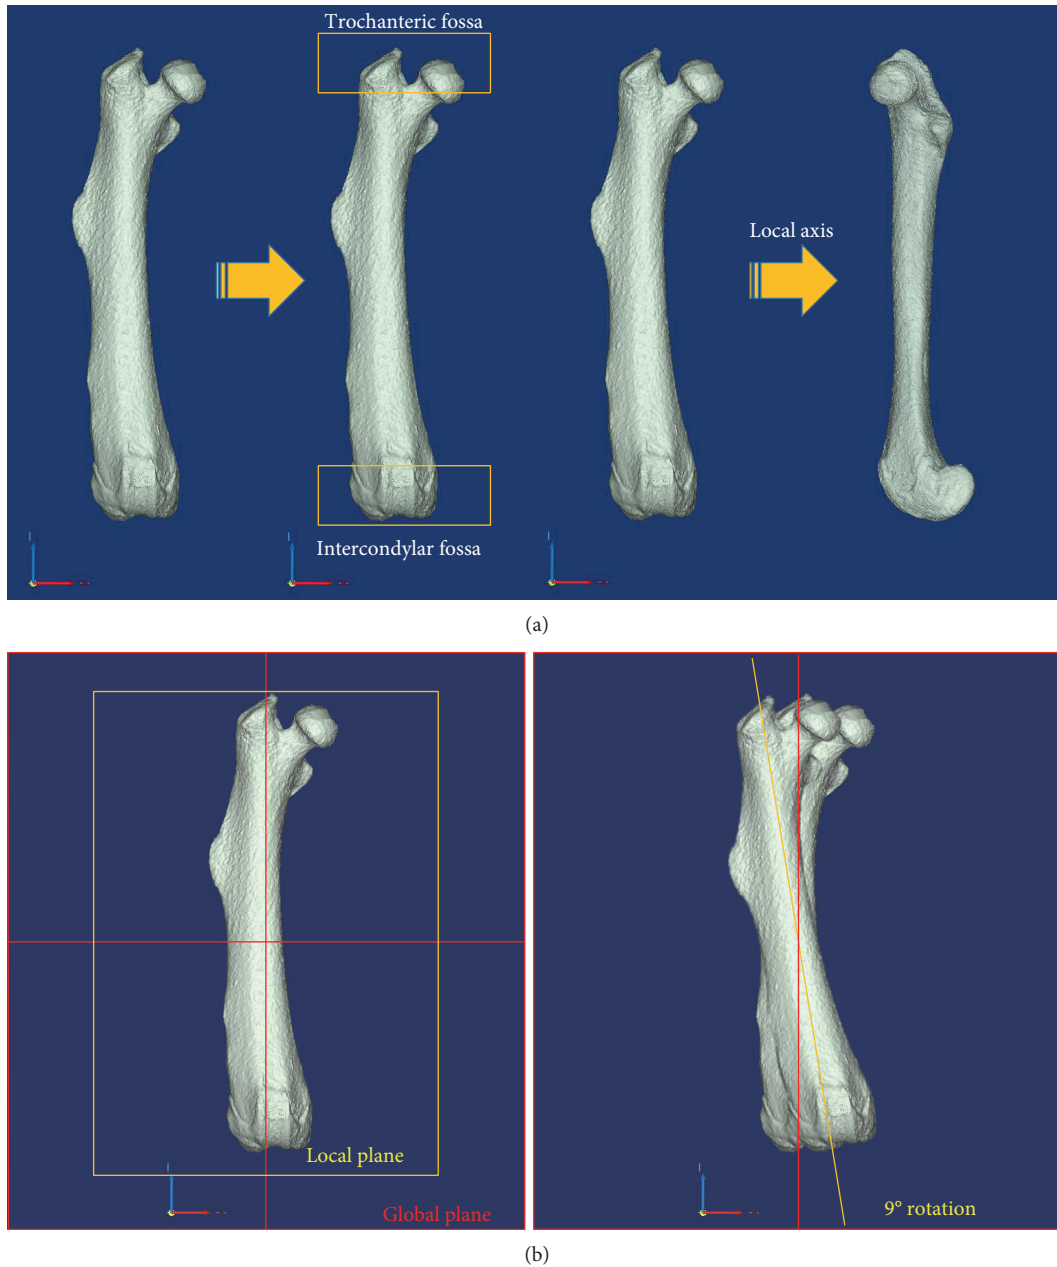 Trochanteric fossa
Local axis
Intercondylar fossa
(a)
Local plane
Global plane
9° rotation
(b)